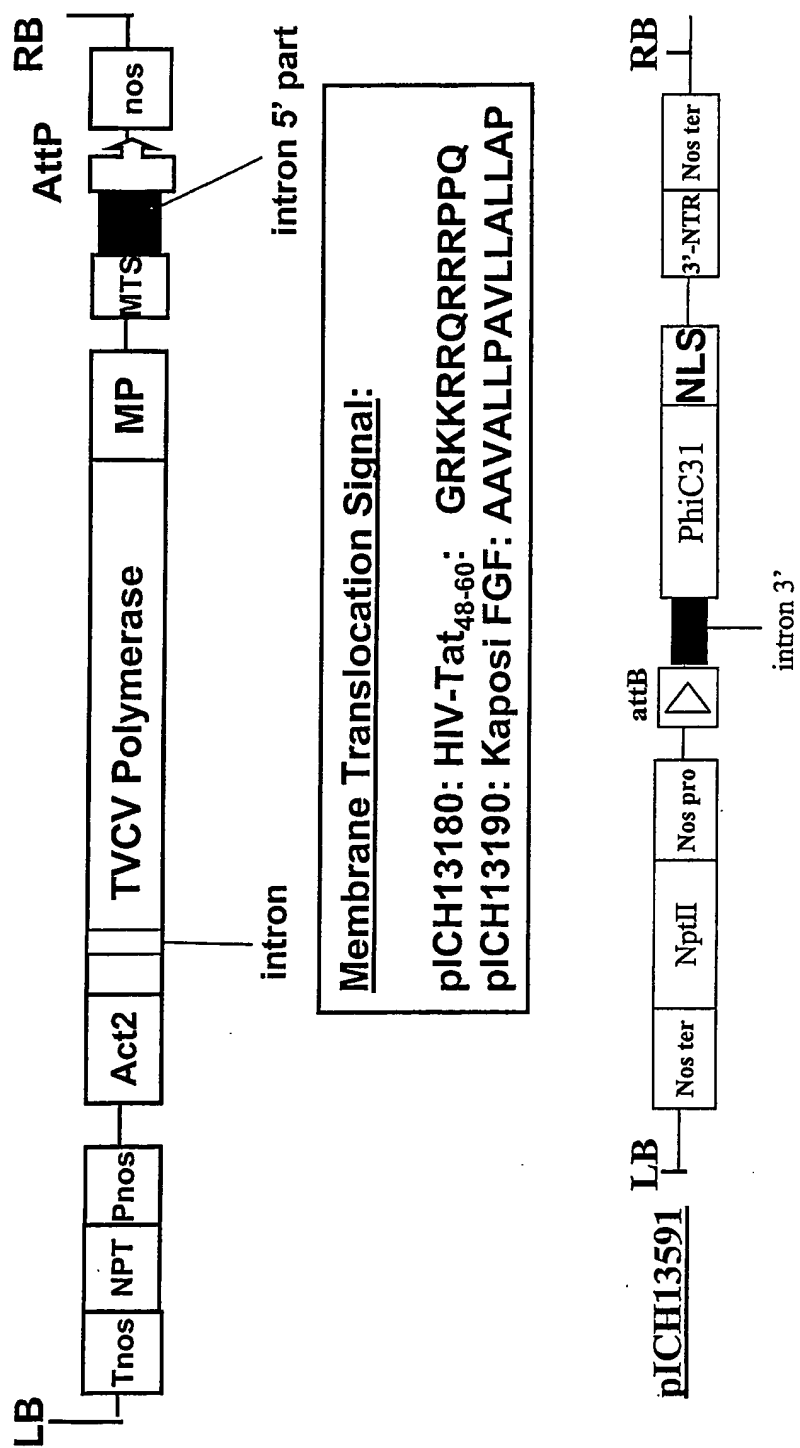 LB
Tnos NPT Pnos Act2 TVCV Polymerase MP MTS AttP nos RB
intron
intron 5' part
Membrane Translocation Signal:
pICH13180: HIV-Tat48-60: GRKKRRQRRRPPQ
pICH13190: Kaposi FGF: AAVALLPAVLLALLAP
pICH13591
LB
Nos ter NptII Nos pro attB PhiC31 NLS 3'-NTR Nos ter RB
intron 3'